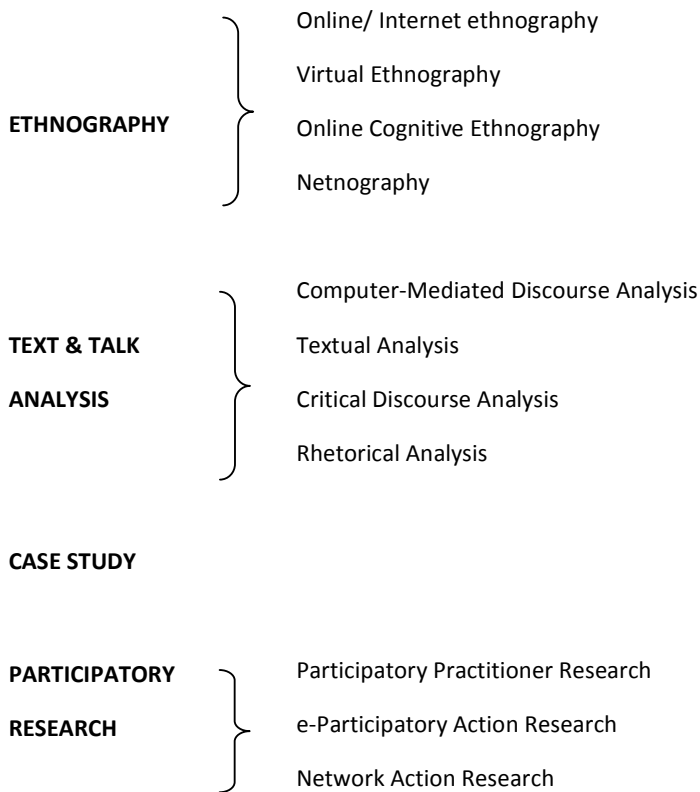 Online/ Internet ethnography
Virtual Ethnography
ETHNOGRAPHY
Online Cognitive Ethnography
Netnography
Computer-Mediated Discourse Analysis
TEXT & TALK
ANALYSIS
Textual Analysis
Critical Discourse Analysis
Rhetorical Analysis
CASE STUDY
PARTICIPATORY
RESEARCH
Participatory Practitioner Research
e-Participatory Action Research
Network Action Research